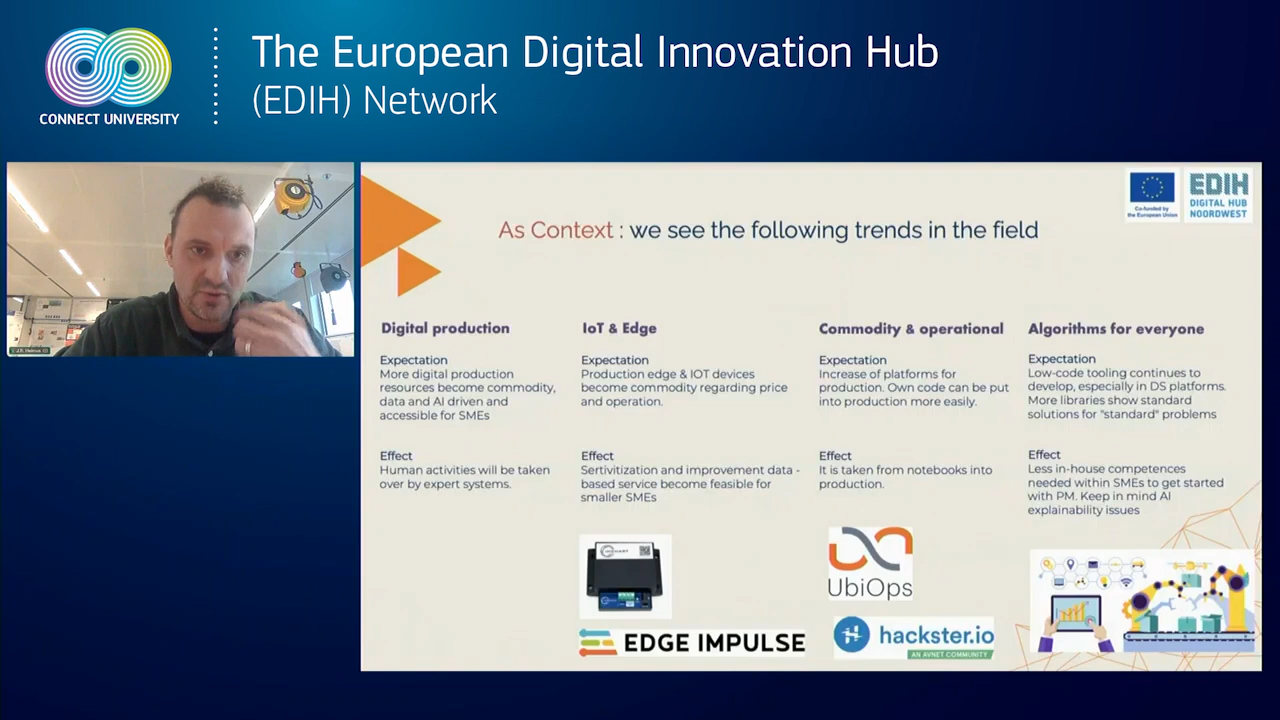 The European Digital Innovation Hub
(EDIH) Network
CONNECT UNIVERSITY
Co-funded by
the European Union
EDIH
DIGITAL HUB
NOORDWEST
As Context : we see the following trends in the field
Digital production
Expectation
More digital production
resources become commodity,
data and AI driven and
accessible for SMEs
Effect
Human activities will be taken
over by expert systems.
IoT & Edge
Expectation
Production edge & IOT devices
become commodity regarding price
and operation.
Effect
Sertivitization and improvement data -
based service become feasible for
smaller SMEs
EDGE IMPULSE
Commodity & operational
Expectation
Increase of platforms for
production. Own code can be put
into production more easily.
Effect
It is taken from notebooks into
production.
UbiOps
hackster.io
AN AVNET COMMUNITY
Algorithms for everyone
Expectation
Low-code tooling continues to
develop, especially in DS platforms.
More libraries show standard
solutions for "standard" problems
Effect
Less in-house competences
needed within SMEs to get started
with PM. Keep in mind AI
explainability issues